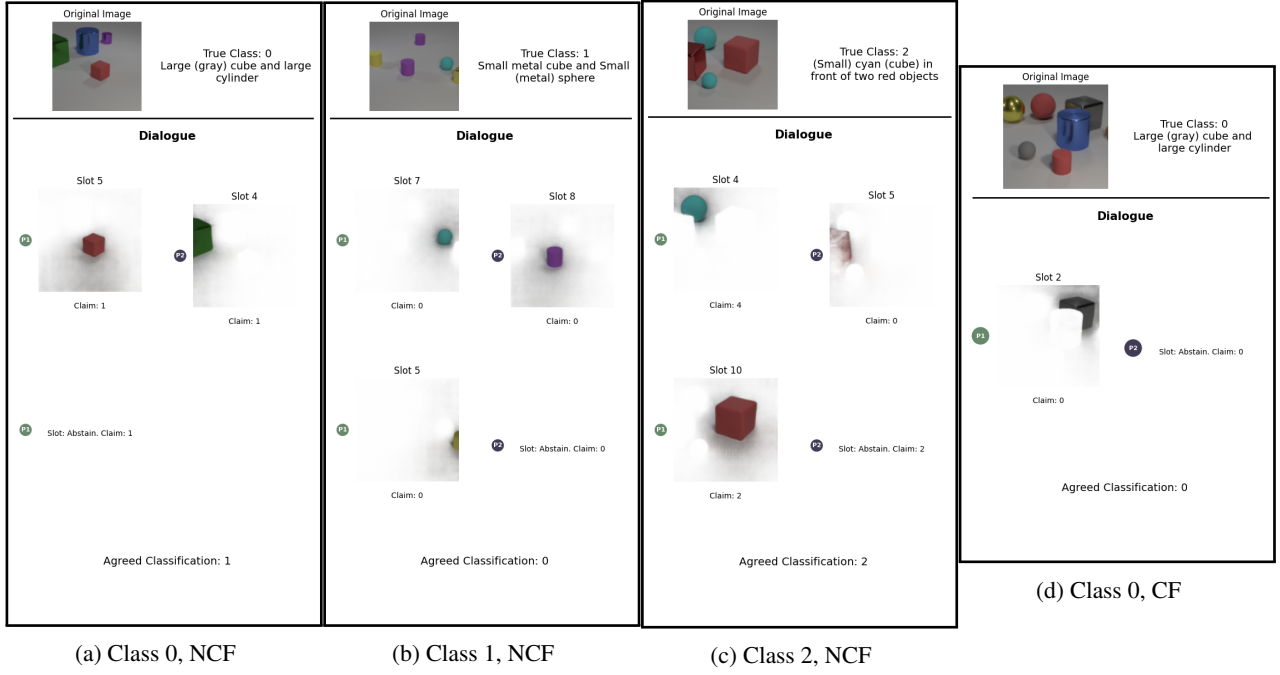 Original Image
True Class: 0
Large (gray) cube and large
cylinder
Dialogue
Slot 5
P1
Claim: 1
Slot 4
P2
Claim: 1
P1
Slot: Abstain. Claim: 1
Agreed Classification: 1
(a) Class 0, NCF
Original Image
True Class: 1
Small metal cube and Small
(metal) sphere
Dialogue
Slot 7
P1
Claim: 0
Slot 8
P2
Claim: 0
Slot 5
P1
Claim: 0
P2
Slot: Abstain. Claim: 0
Agreed Classification: 0
(b) Class 1, NCF
Original Image
True Class: 2
(Small) cyan (cube) in
front of two red objects
Dialogue
Slot 4
P1
Claim: 4
Slot 5
P2
Claim: 0
Slot 10
P1
Claim: 2
P2
Slot: Abstain. Claim: 2
Agreed Classification: 2
(c) Class 2, NCF
Original Image
True Class: 0
Large (gray) cube and
large cylinder
Dialogue
Slot 2
P1
Claim: 0
P2
Slot: Abstain. Claim: 0
Agreed Classification: 0
(d) Class 0, CF